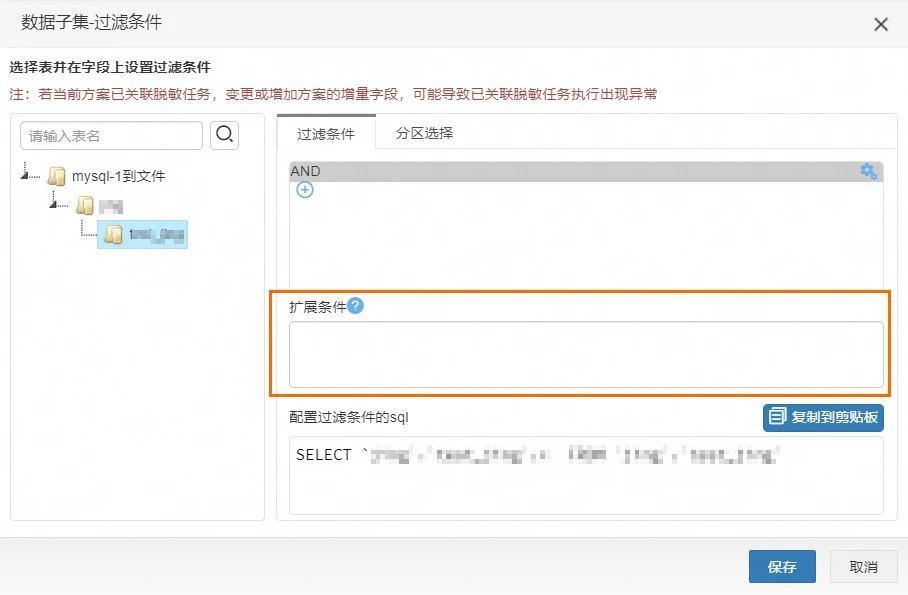 数据子集-过滤条件
选择表并在字段上设置过滤条件
注：若当前方案已关联脱敏任务，变更或增加方案的增量字段，可能导致已关联脱敏任务执行出现异常
请输入表名
mysql-1到文件
过滤条件
分区选择
AND
扩展条件
?
配置过滤条件的sql
复制到剪贴板
SELECT `
保存
取消